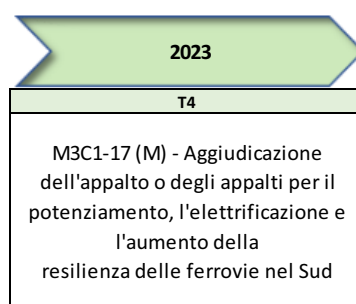 2023
T4
M3C1-17 (M) - Aggiudicazione
dell'appalto o degli appalti per il
potenziamento, l'elettrificazione e
l'aumento della
resilienza delle ferrovie nel Sud